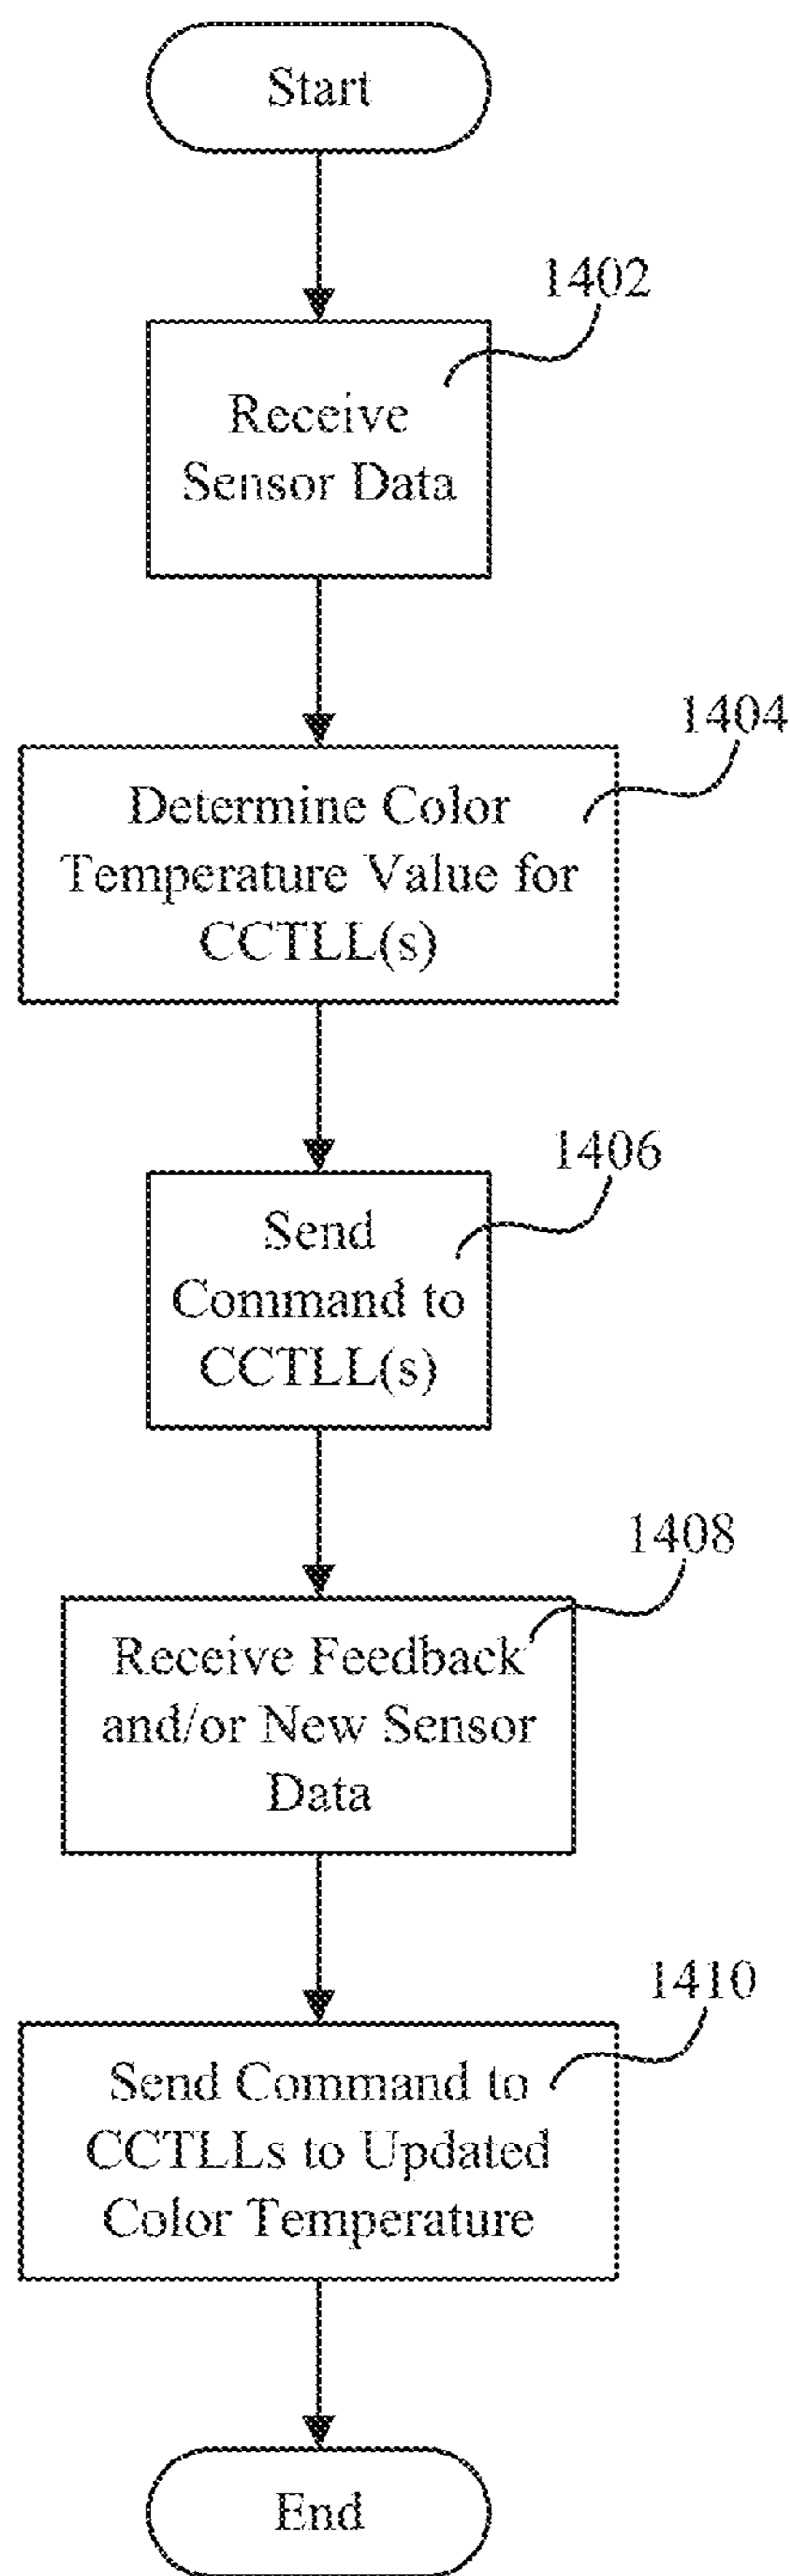 Start
1402
Receive
Sensor Data
1404
Determine Color
Temperature Value for
CCTLL(s)
1406
Send
Command to
CCTLL(s)
1408
Receive Feedback
and/or New Sensor
Data
1410
Send Command to
CCTLLs to Updated
Color Temperature
End